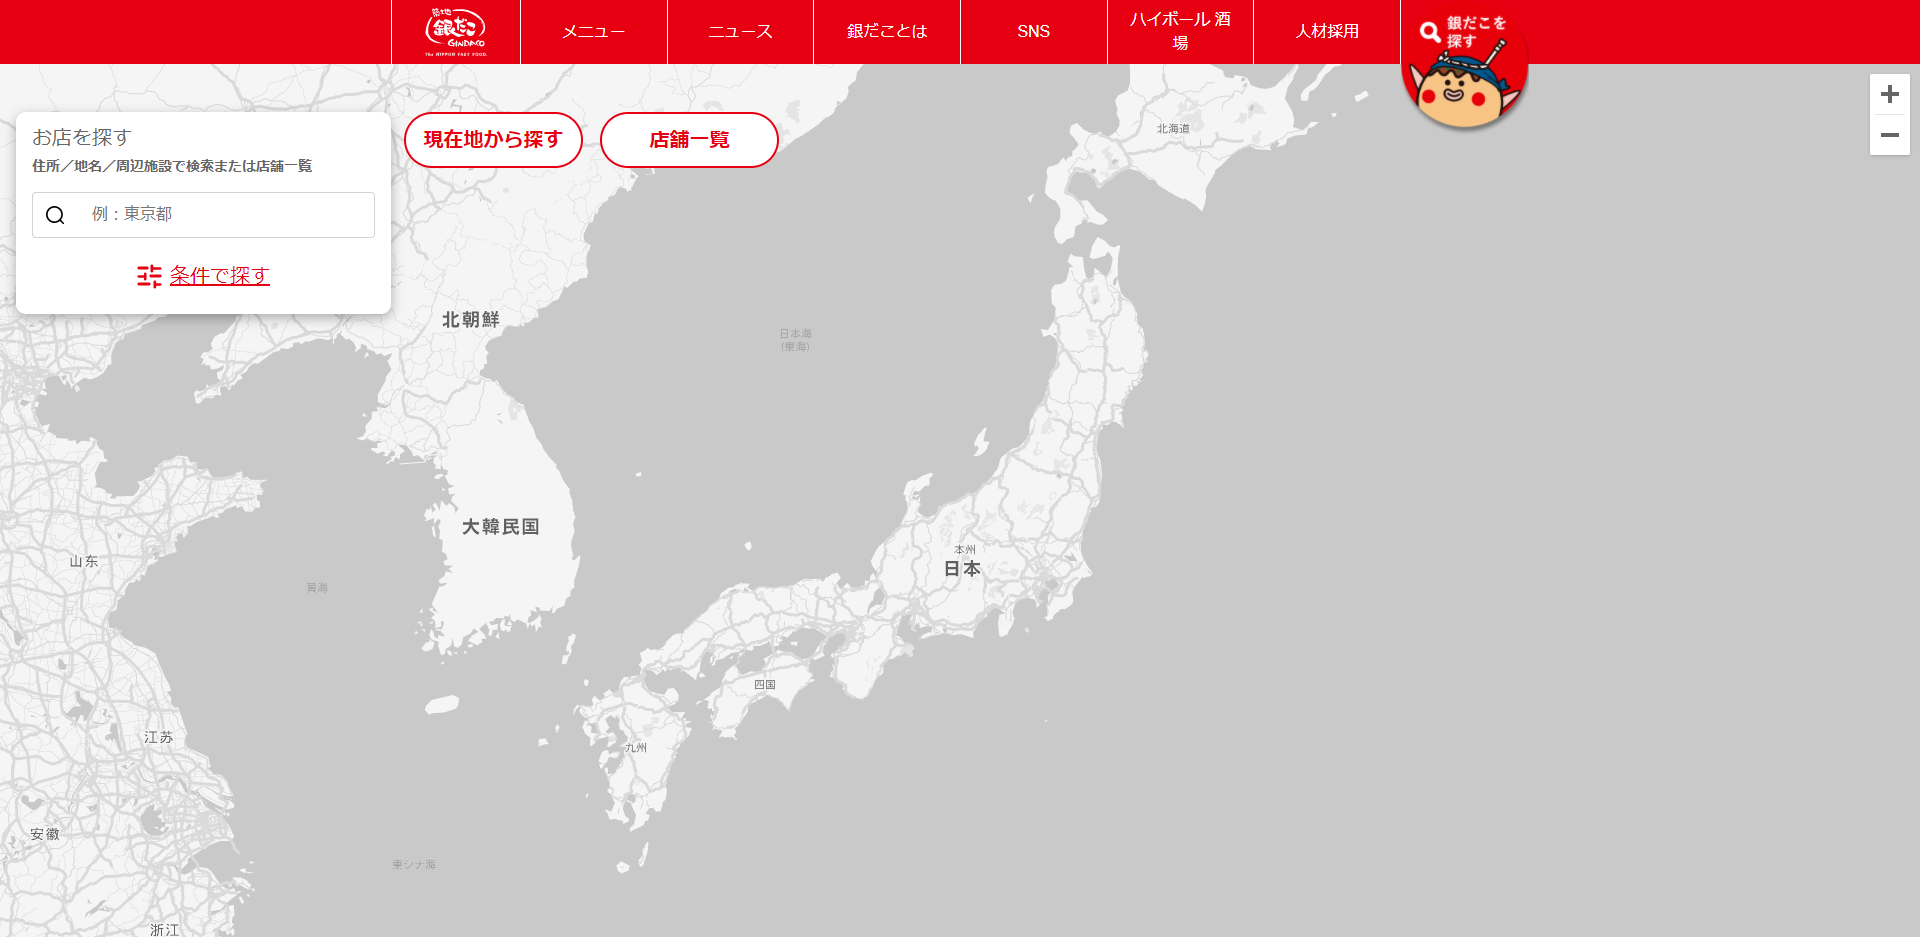 築地
銀だこ
GINDACO
The NIPPON FAST FOOD.
メニュー
ニュース
銀だことは
SNS
ハイボール 酒
場
人材採用
銀だこを
探す
お店を探す
住所／地名／周辺施設で検索または店舗一覧
例：東京都
条件で探す
現在地から探す
店舗一覧
北海道
北朝鮮
日本海
(東海)
大韓民国
山东
本州
日本
黄海
四国
江苏
九州
安徽
東シナ海
浙江